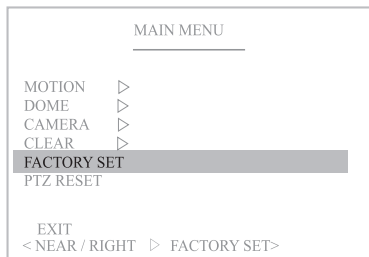 MAIN MENU
MOTION ▷
DOME ▷
CAMERA ▷
CLEAR ▷
FACTORY SET
PTZ RESET
EXIT
< NEAR / RIGHT ▷ FACTORY SET>